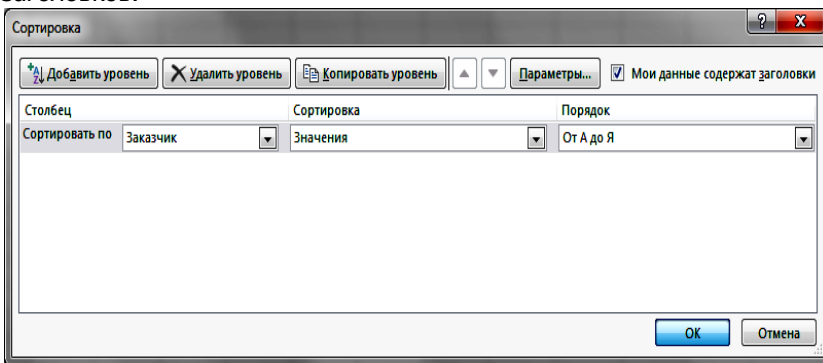 заголовков.
Сортировка
Добавить уровень Удалить уровень Копировать уровень Параметры... Мои данные содержат заголовки
Столбец Сортировка Порядок
Сортировать по Заказчик Значения От А до Я
ОК Отмена